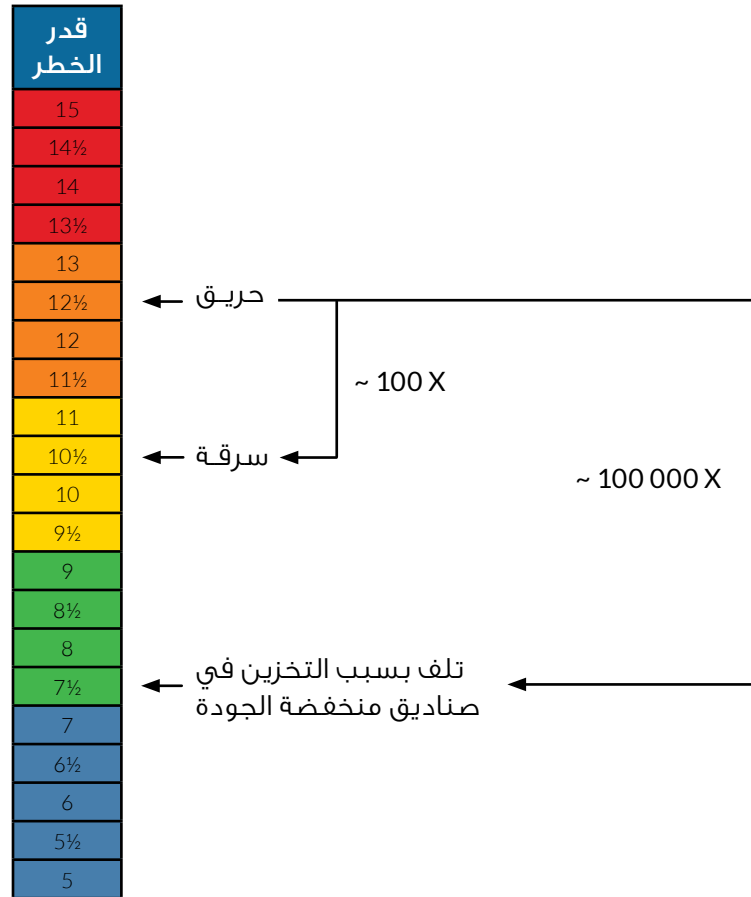 قدر
الخطر
15
14½
14
13½
13
12½
12
11½
11
10½
10
9½
9
8½
8
7½
7
6½
6
5½
5
حريـق
~ 100 X
سرقـة
~ 100 000 X
تلف بسبب التخزين في
صناديق منخفضة الجودة